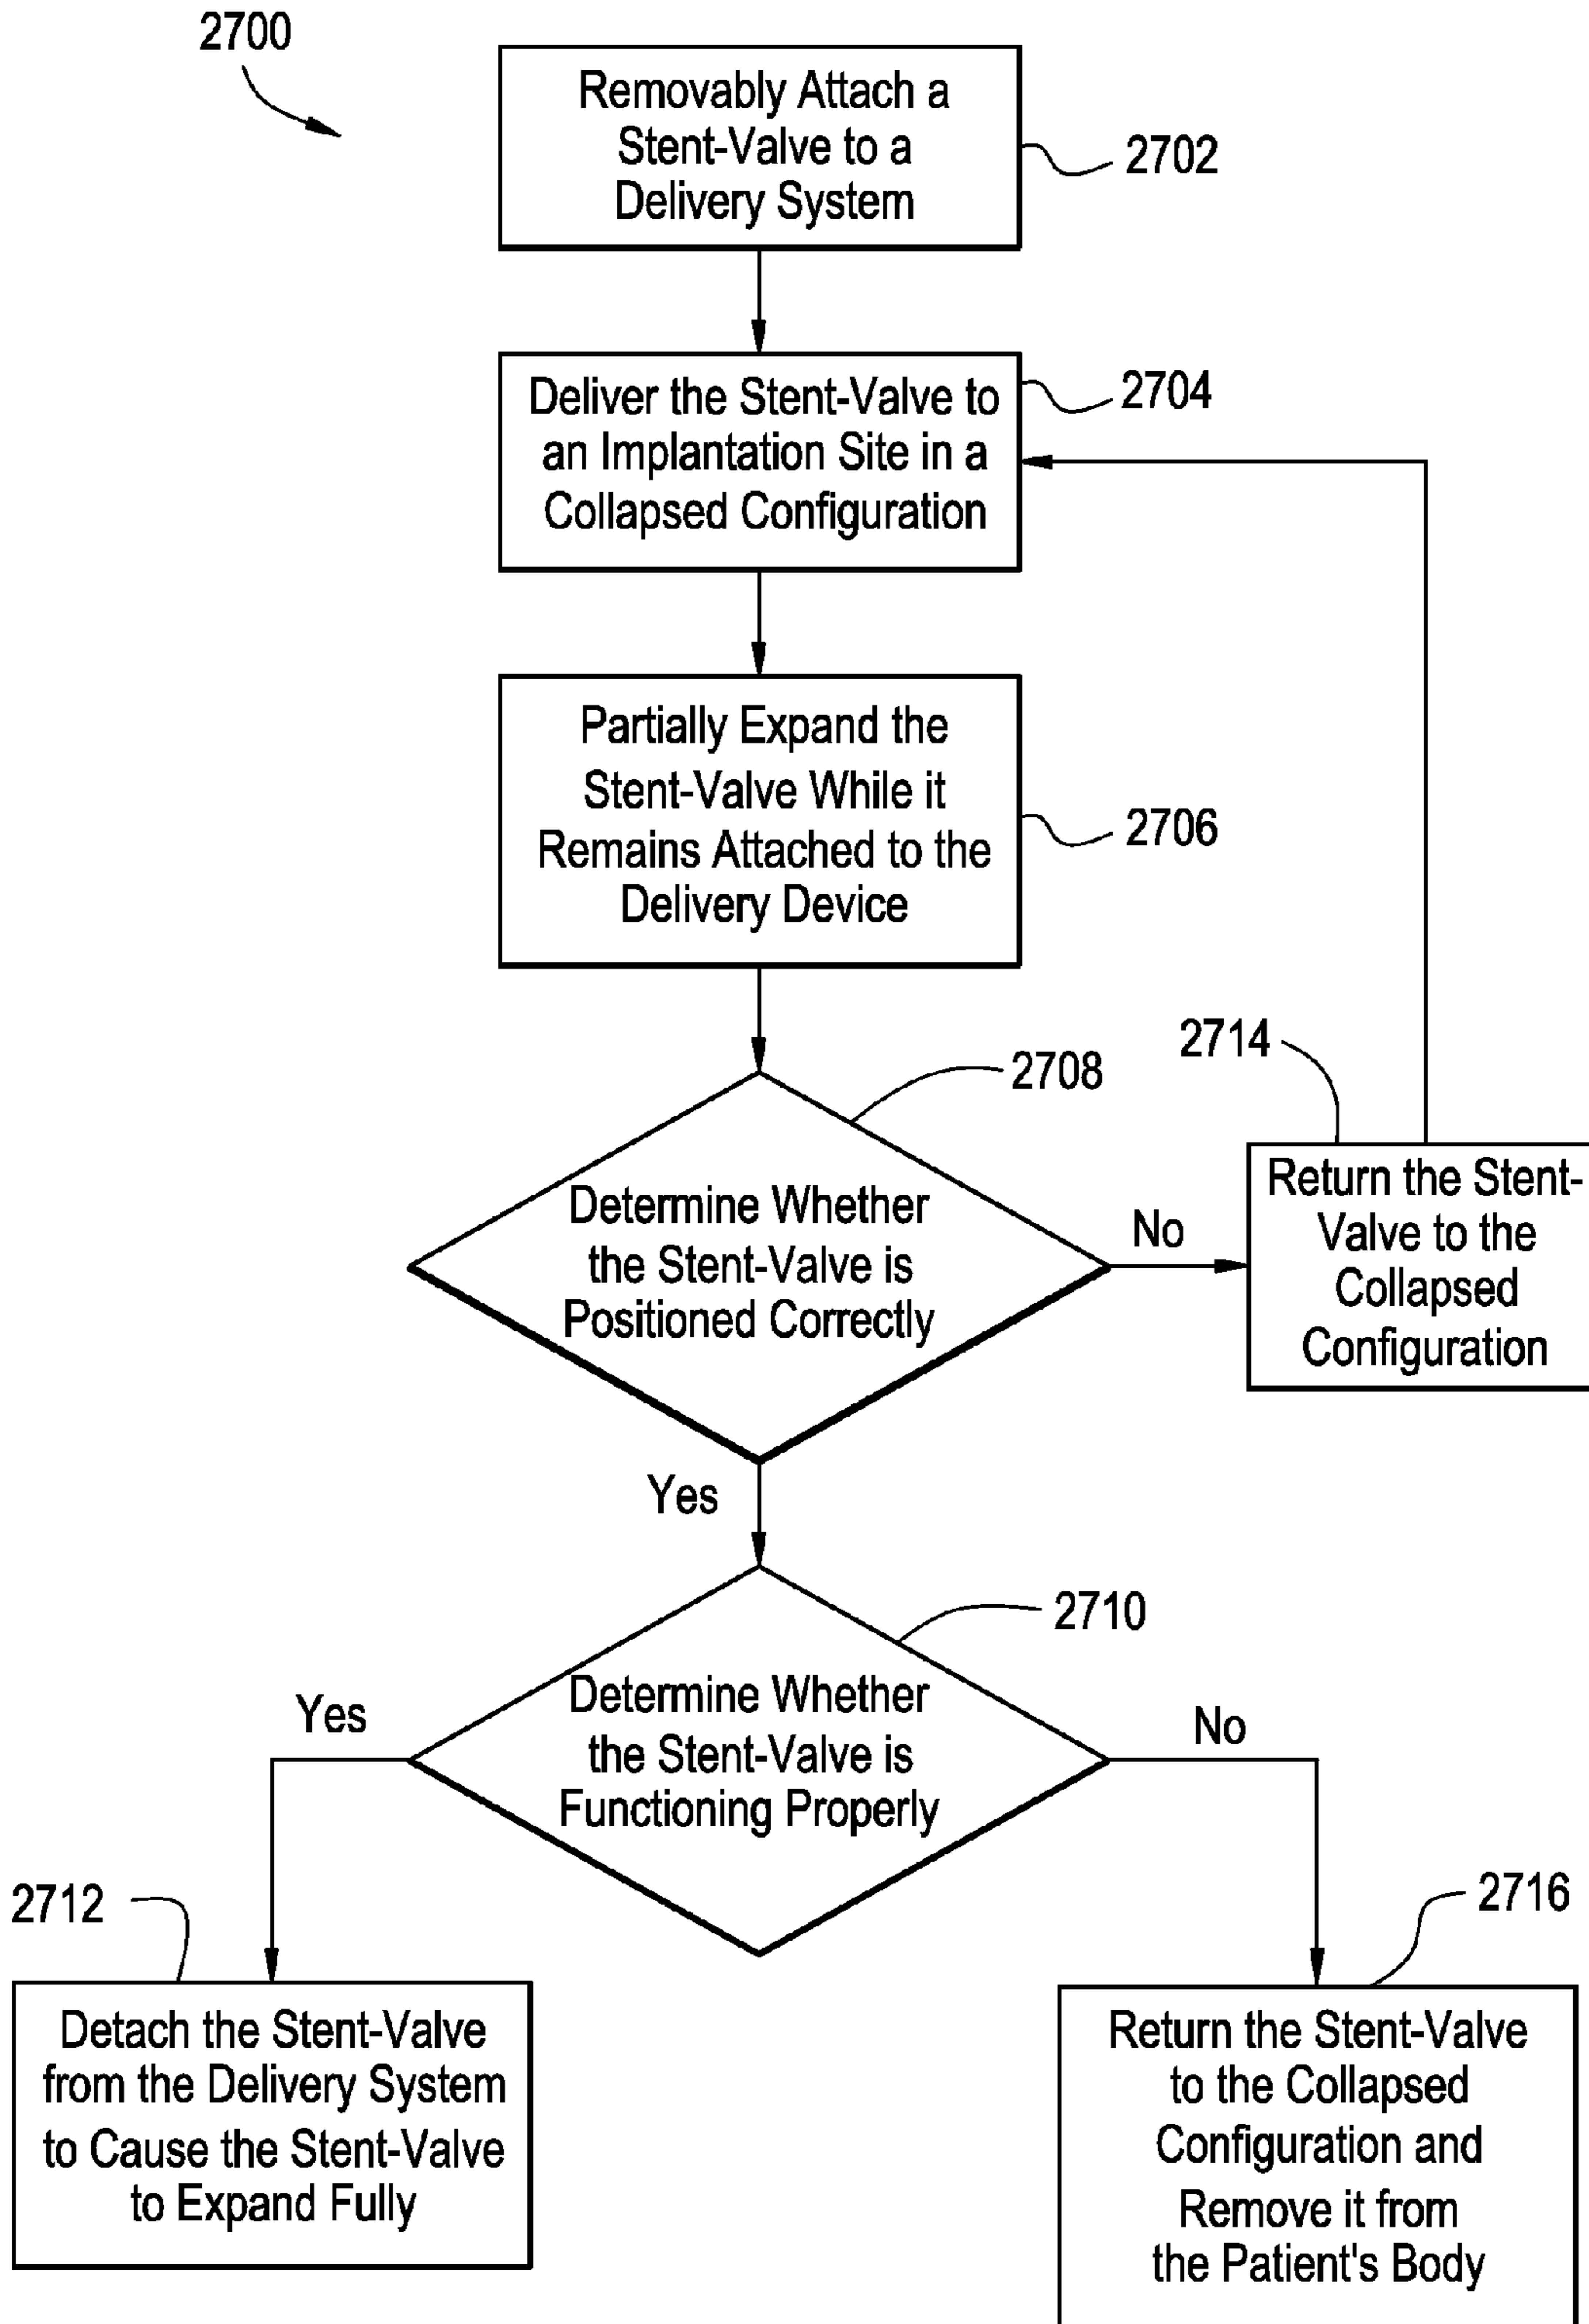 2700
Removably Attach a
Stent-Valve to a
Delivery System
2702
Deliver the Stent-Valve to
an Implantation Site in a
Collapsed Configuration
2704
Partially Expand the
Stent-Valve While it
Remains Attached to the
Delivery Device
2706
2708
Determine Whether
the Stent-Valve is
Positioned Correctly
No
2714
Return the Stent-
Valve to the
Collapsed
Configuration
Yes
2710
Determine Whether
the Stent-Valve is
Functioning Properly
Yes
No
2712
Detach the Stent-Valve
from the Delivery System
to Cause the Stent-Valve
to Expand Fully
2716
Return the Stent-Valve
to the Collapsed
Configuration and
Remove it from
the Patient's Body